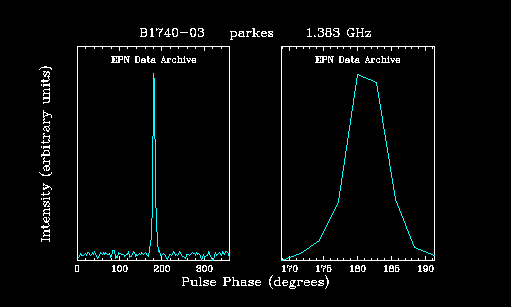 B1740-03 parkes 1.383 GHz
EPN Data Archive EPN Data Archive
Intensity (arbitrary units)
0 100 200 300 170 175 180 185 190
Pulse Phase (degrees)